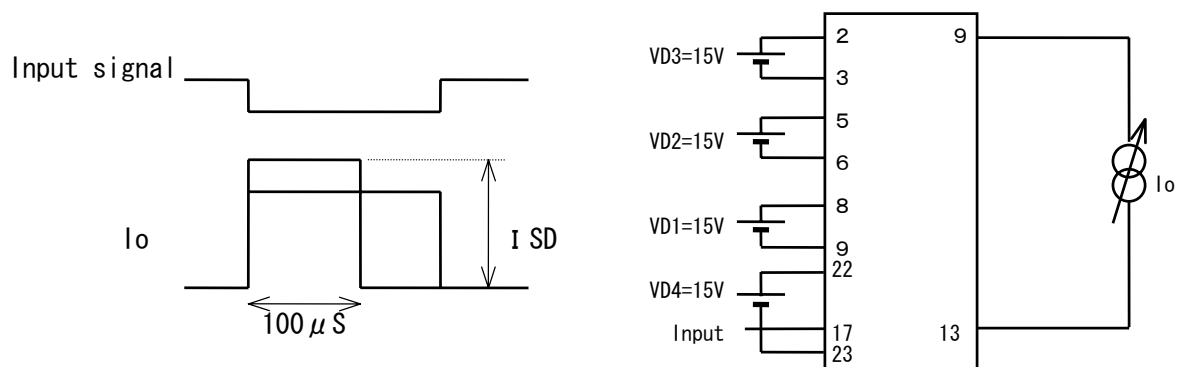 Input signal
Io
I SD
100μS
VD3=15V
VD2=15V
VD1=15V
VD4=15V
Input
2
3
5
6
8
9
22
17
23
9
13
Io